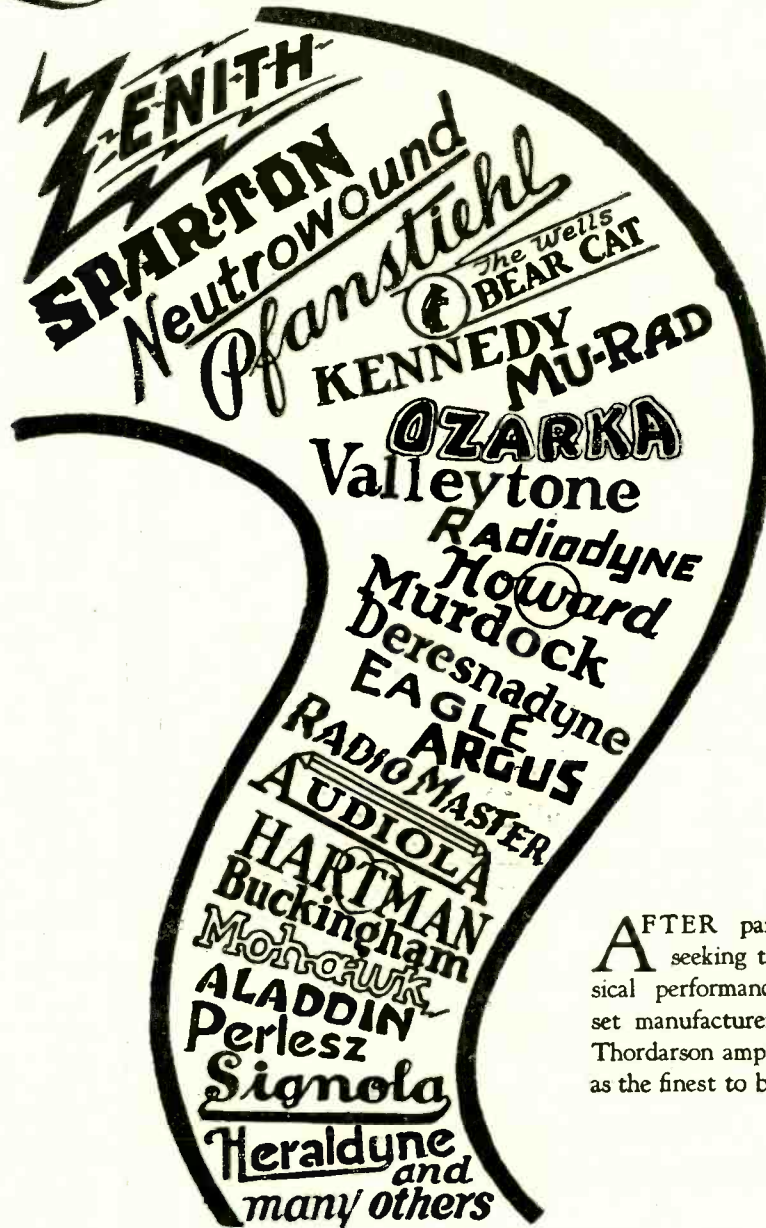 ZENITH
SPARTON
Neutrowound
Pfanstiehl
The Wells
BEAR CAT
KENNEDY
MU-RAD
OZARKA
Valleytone
RADiodyNE
Howard
Murdock
Deresnadyne
EAGLE
ARGUS
RADIO MASTER
AUDIOLA
HARTMAN
Buckingham
Mohawk
ALADDIN
Perlesz
Signola
Heraldyne
and
many others
AFTER
seeking
sical performance
set manufacture
Thordarson amp
as the finest to b